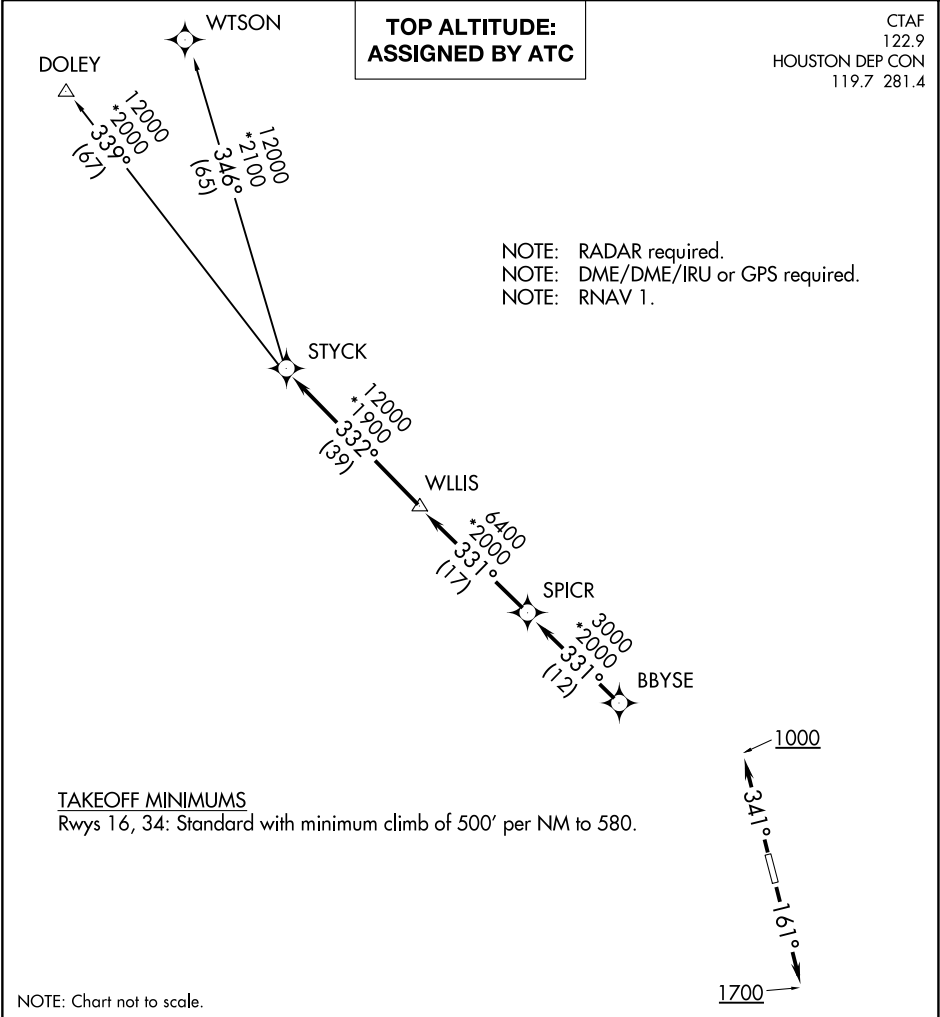 TOP ALTITUDE:
ASSIGNED BY ATC
CTAF
122.9
HOUSTON DEP CON
119.7 281.4
WTSON
DOLEY
12000
*2000
339°
(67)
12000
*2100
346°
(65)
NOTE: RADAR required.
NOTE: DME/DME/IRU or GPS required.
NOTE: RNAV 1.
STYCK
12000
*1900
332°
(39)
WLLIS
6400
*2000
331°
(17)
SPICR
3000
*2000
331°
(12)
BBYSE
1000
341°
161°
1700
TAKEOFF MINIMUMS
Rwys 16, 34: Standard with minimum climb of 500' per NM to 580.
NOTE: Chart not to scale.